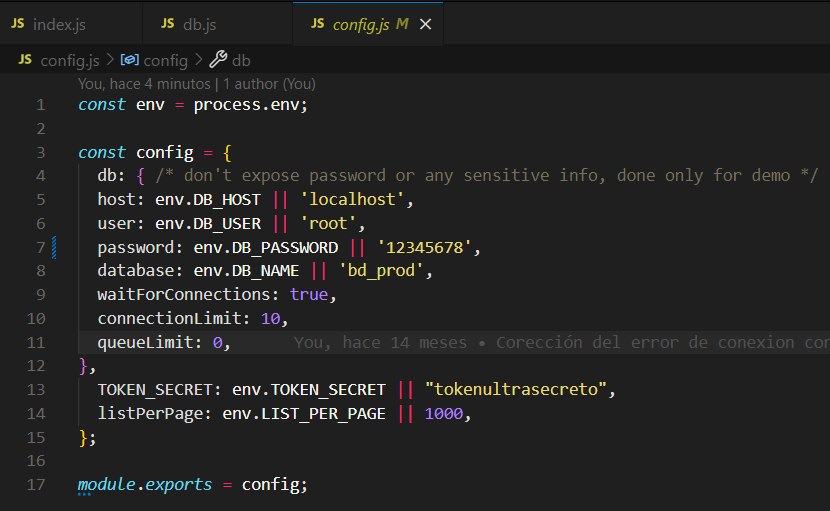 JS index.js JS db.js JS config.js M ×
JS config.js > config > db
You, hace 4 minutos | 1 author (You)
1 const env = process.env;
2
3 const config = {
4 db: { /* don't expose password or any sensitive info, done only for demo */
5 host: env.DB_HOST || 'localhost',
6 user: env.DB_USER || 'root',
7 password: env.DB_PASSWORD || '12345678',
8 database: env.DB_NAME || 'bd_prod',
9 waitForConnections: true,
10 connectionLimit: 10,
11 queueLimit: 0, You, hace 14 meses • Corección del error de conexion con
12 },
13 TOKEN_SECRET: env.TOKEN_SECRET || "tokenultrasecreto",
14 listPerPage: env.LIST_PER_PAGE || 1000,
15 };
16
17 module.exports = config;